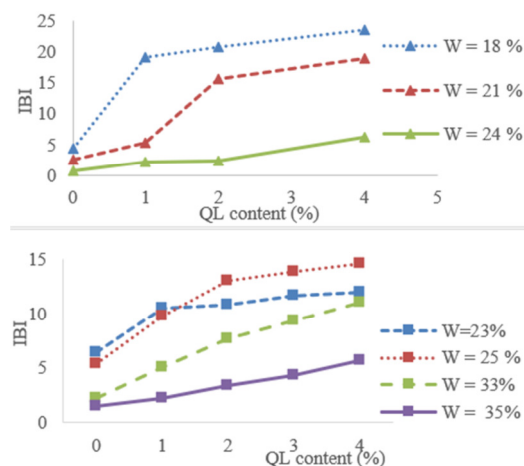 25
20
15
10
5
0
IBI
0 1 2 3 4 5
QL content (%)
W = 18 %
W = 21 %
W = 24 %
15
10
5
0
IBI
0 1 2 3 4
QL content (%)
W=23%
W = 25 %
W = 33%
W = 35%